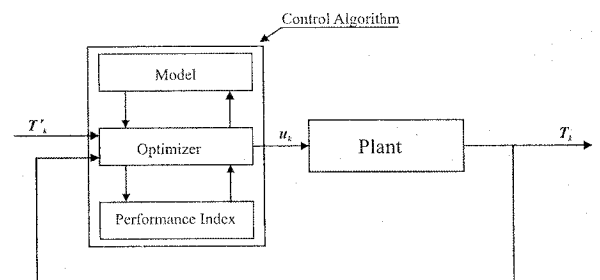 Control Algorithm
Model
T'k
Optimizer
uk
Plant
Tk
Performance Index